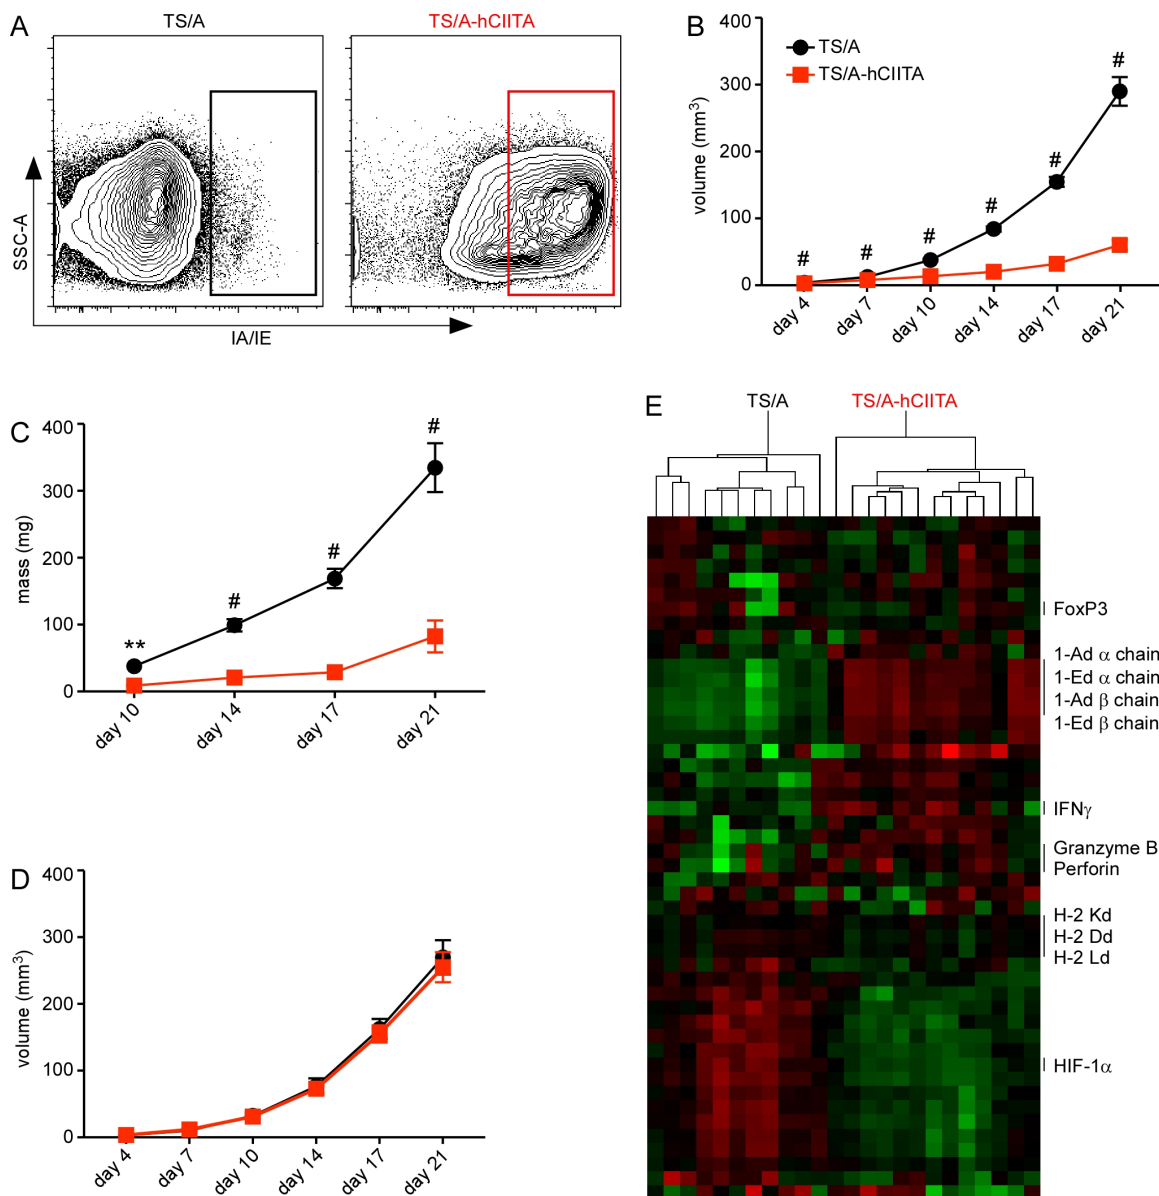 A
TS/A
TS/A-hCIITA
SSC-A
IA/IE
B
400
300
200
100
0
volume (mm3)
TS/A
TS/A-hCIITA
#
#
#
#
#
#
day 4
day 7
day 10
day 14
day 17
day 21
C
400
300
200
100
0
mass (mg)
**
#
#
#
day 10
day 14
day 17
day 21
D
400
300
200
100
0
volume (mm3)
day 4
day 7
day 10
day 14
day 17
day 21
E
TS/A
TS/A-hCIITA
FoxP3
1-Ad α chain
1-Ed α chain
1-Ad β chain
1-Ed β chain
IFNγ
Granzyme B
Perforin
H-2 Kd
H-2 Dd
H-2 Ld
HIF-1α